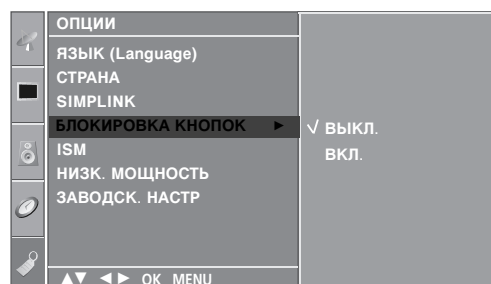 ОПЦИИ
ЯЗЫК (Language)
СТРАНА
SIMPLINK
БЛОКИРОВКА КНОПОК ►
√ ВЫКЛ.
ВКЛ.
ISM
НИЗК. МОЩНОСТЬ
ЗАВОДСК. НАСТР
▲▼ ◄► OK MENU